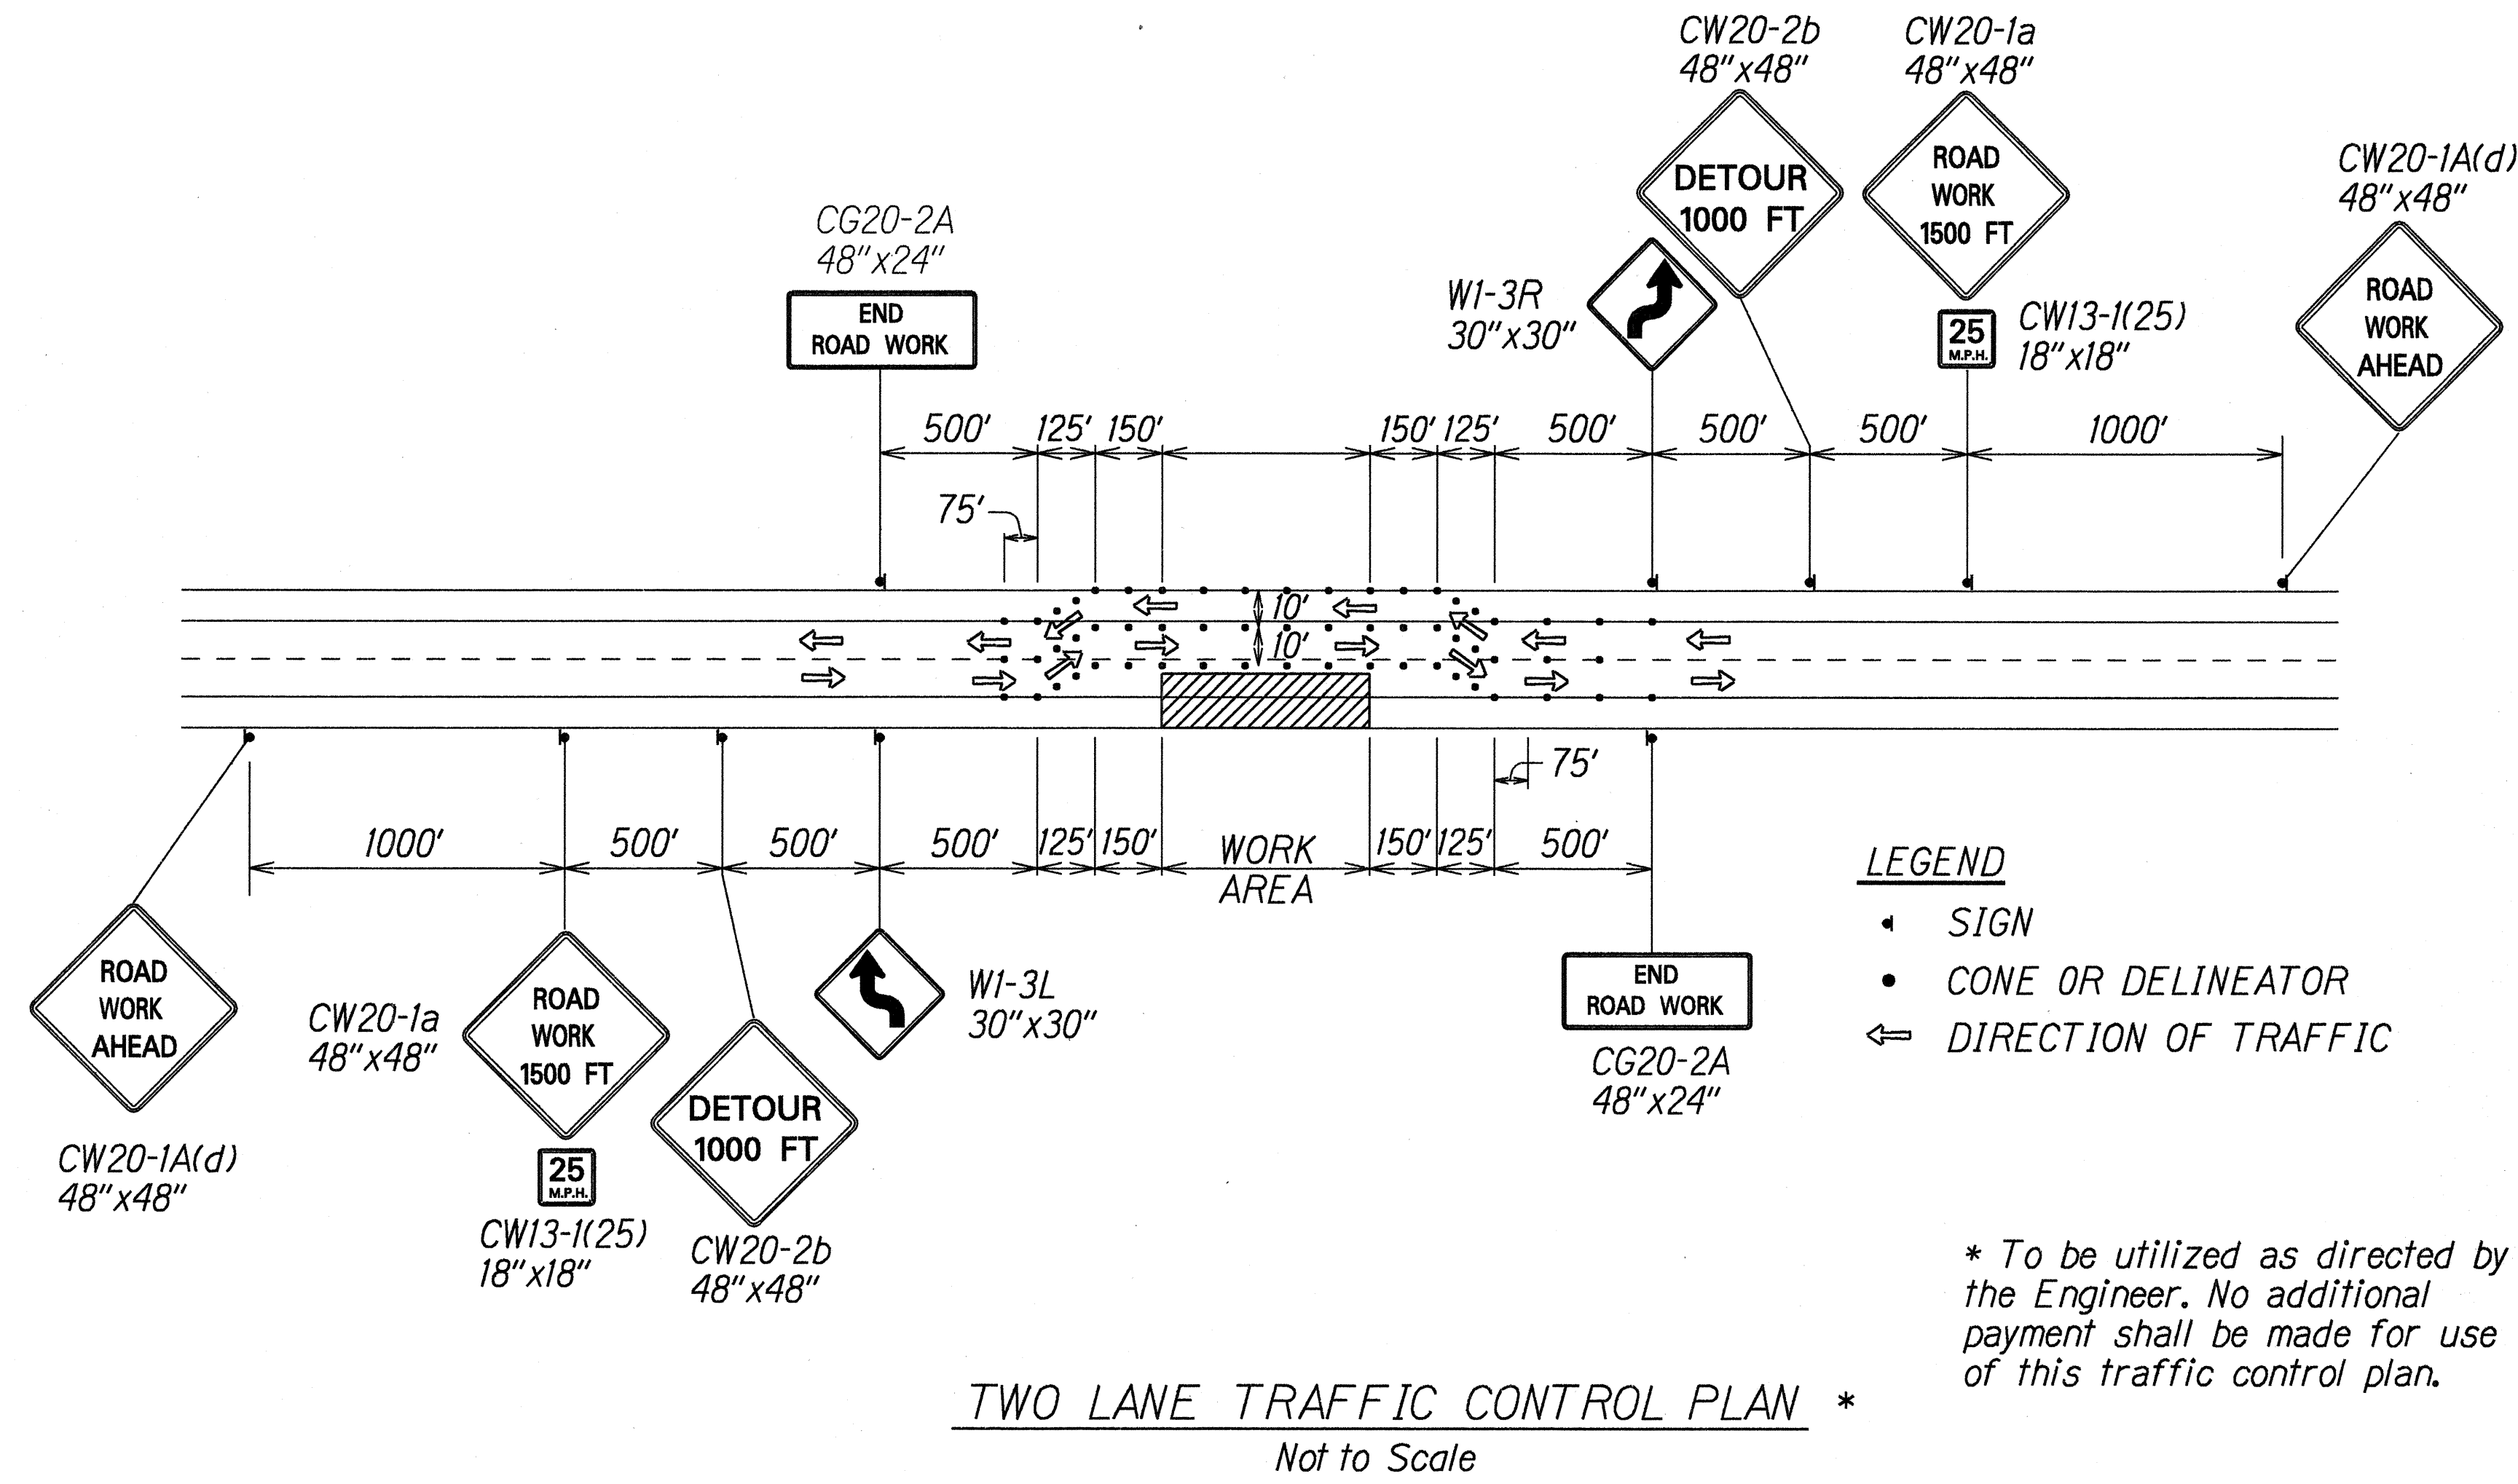 CW20-2b
48"x48"
CW20-1a
48"x48"
CW20-1A(d)
48"x48"
DETOUR
1000 FT
ROAD
WORK
1500 FT
CG20-2A
48"x24"
END
ROAD WORK
W1-3R
30"x30"
25
M.P.H.
CW13-1(25)
18"x18"
ROAD
WORK
AHEAD
500' 125' 150' 150' 125' 500' 500' 500' 1000'
75'
10'
10'
75'
1000' 500' 500' 500' 125' 150' WORK 150' 125' 500'
AREA
ROAD
WORK
AHEAD
CW20-1A(d)
48"x48"
CW20-1a
48"x48"
ROAD
WORK
1500 FT
25
M.P.H.
CW13-1(25)
18"x18"
DETOUR
1000 FT
CW20-2b
48"x48"
W1-3L
30"x30"
END
ROAD WORK
CG20-2A
48"x24"
LEGEND
SIGN
CONE OR DELINEATOR
DIRECTION OF TRAFFIC
* To be utilized as directed by
the Engineer. No additional
payment shall be made for use
of this traffic control plan.
TWO LANE TRAFFIC CONTROL PLAN *
Not to Scale